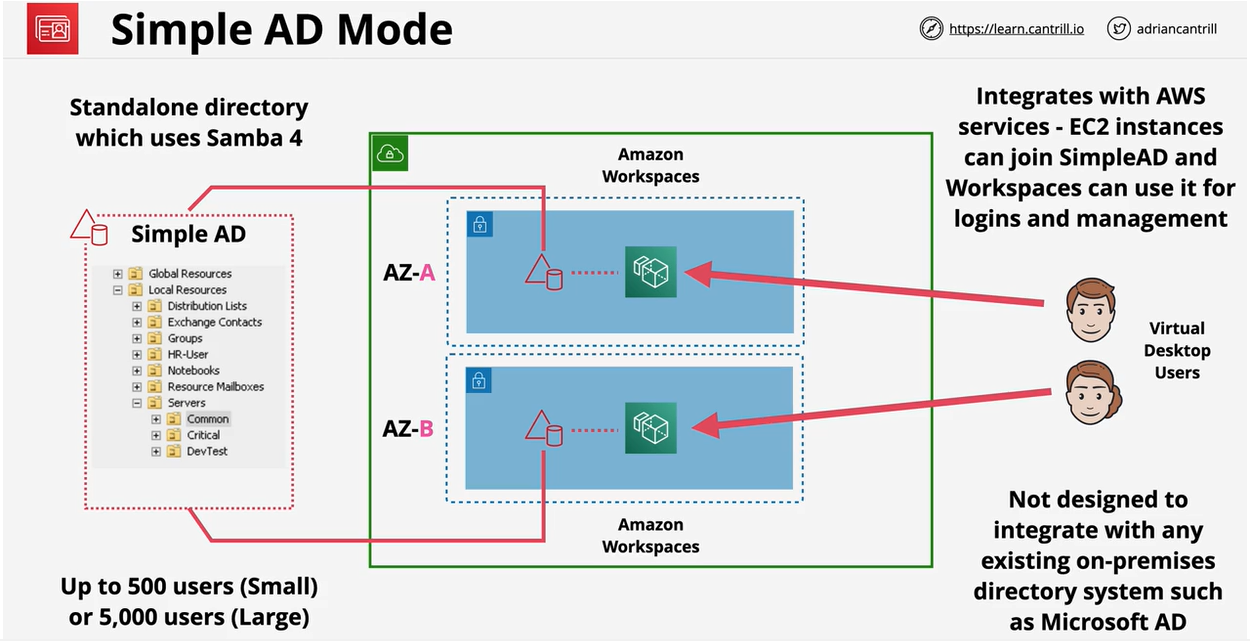 Simple AD Mode
https://learn.cantrill.io
adriancantrill
Standalone directory
which uses Samba 4
Simple AD
Global Resources
Local Resources
Distribution Lists
Exchange Contacts
Groups
HR-User
Notebooks
Resource Mailboxes
Servers
Common
Critical
DevTest
Up to 500 users (Small)
or 5,000 users (Large)
Amazon
Workspaces
AZ-A
AZ-B
Amazon
Workspaces
Integrates with AWS
services - EC2 instances
can join SimpleAD and
Workspaces can use it for
logins and management
Virtual
Desktop
Users
Not designed to
integrate with any
existing on-premises
directory system such
as Microsoft AD